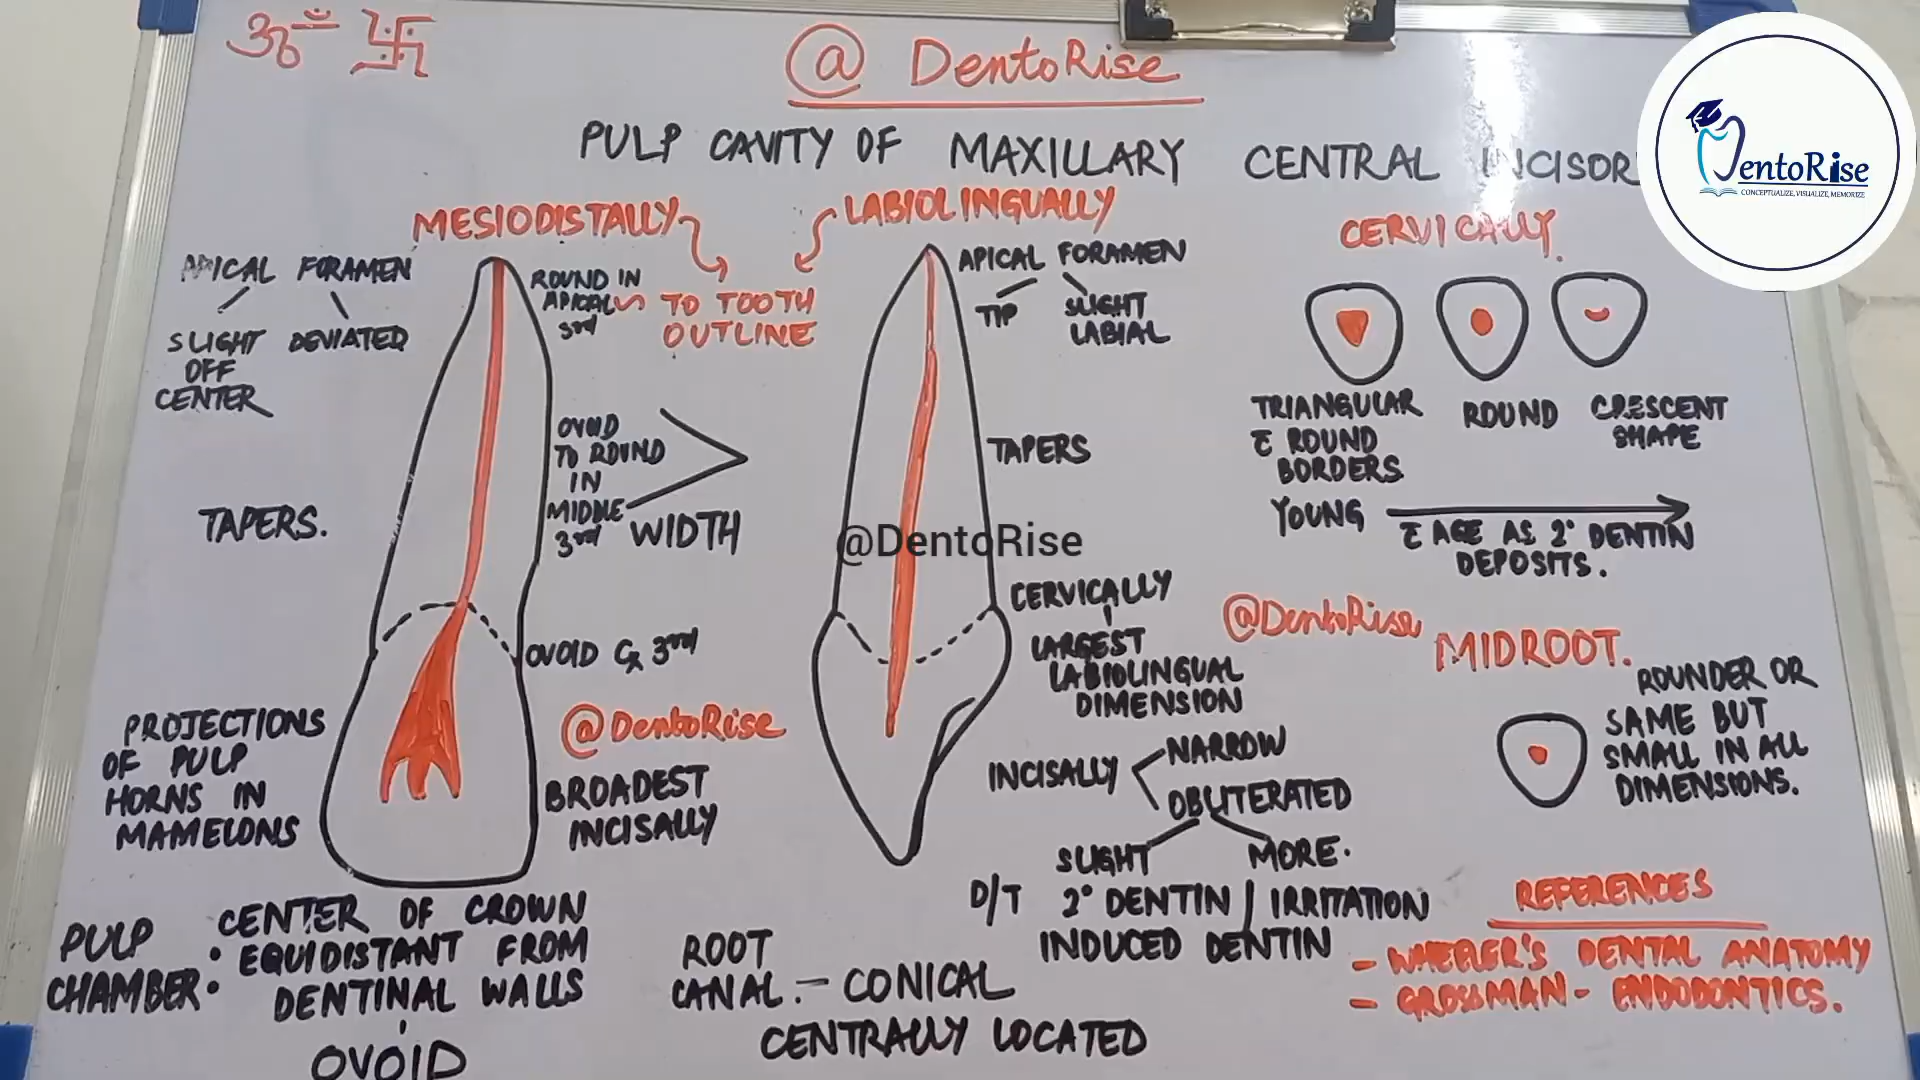 ॐ 卐
@ DentoRise
DentoRise
CONCEPTUALIZE, VISUALIZE, MEMORIZE
PULP CAVITY OF MAXILLARY CENTRAL INCISOR
MESIODISTALLY
LABIOLINGUALLY
TO TOOTH
OUTLINE
APICAL FORAMEN
SLIGHT
OFF
CENTER
DEVIATED
ROUND IN
APICAL
3rd
OVOID
TO ROUND
IN
MIDDLE
3rd
WIDTH
TAPERS.
OVOID Cx 3rd
PROJECTIONS
OF PULP
HORNS IN
MAMELONS
@DentoRise
BROADEST
INCISALLY
APICAL FORAMEN
TIP
SLIGHT
LABIAL
TAPERS
@DentoRise
CERVICALLY
LARGEST
LABIOLINGUAL
DIMENSION
INCISALLY
NARROW
OBLITERATED
SLIGHT MORE.
D/T 2° DENTIN / IRRITATION
INDUCED DENTIN
CERVICALLY.
TRIANGULAR
c̄ ROUND
BORDERS
ROUND
CRESCENT
SHAPE
YOUNG
c̄ AGE AS 2° DENTIN
DEPOSITS.
@DentoRise
MIDROOT.
ROUNDER OR
SAME BUT
SMALL IN ALL
DIMENSIONS.
PULP
CHAMBER
CENTER OF CROWN
EQUIDISTANT FROM
DENTINAL WALLS
OVOID
ROOT
CANAL :- CONICAL
CENTRALLY LOCATED
REFERENCES
- WHEELER'S DENTAL ANATOMY
- GROSSMAN - ENDODONTICS.